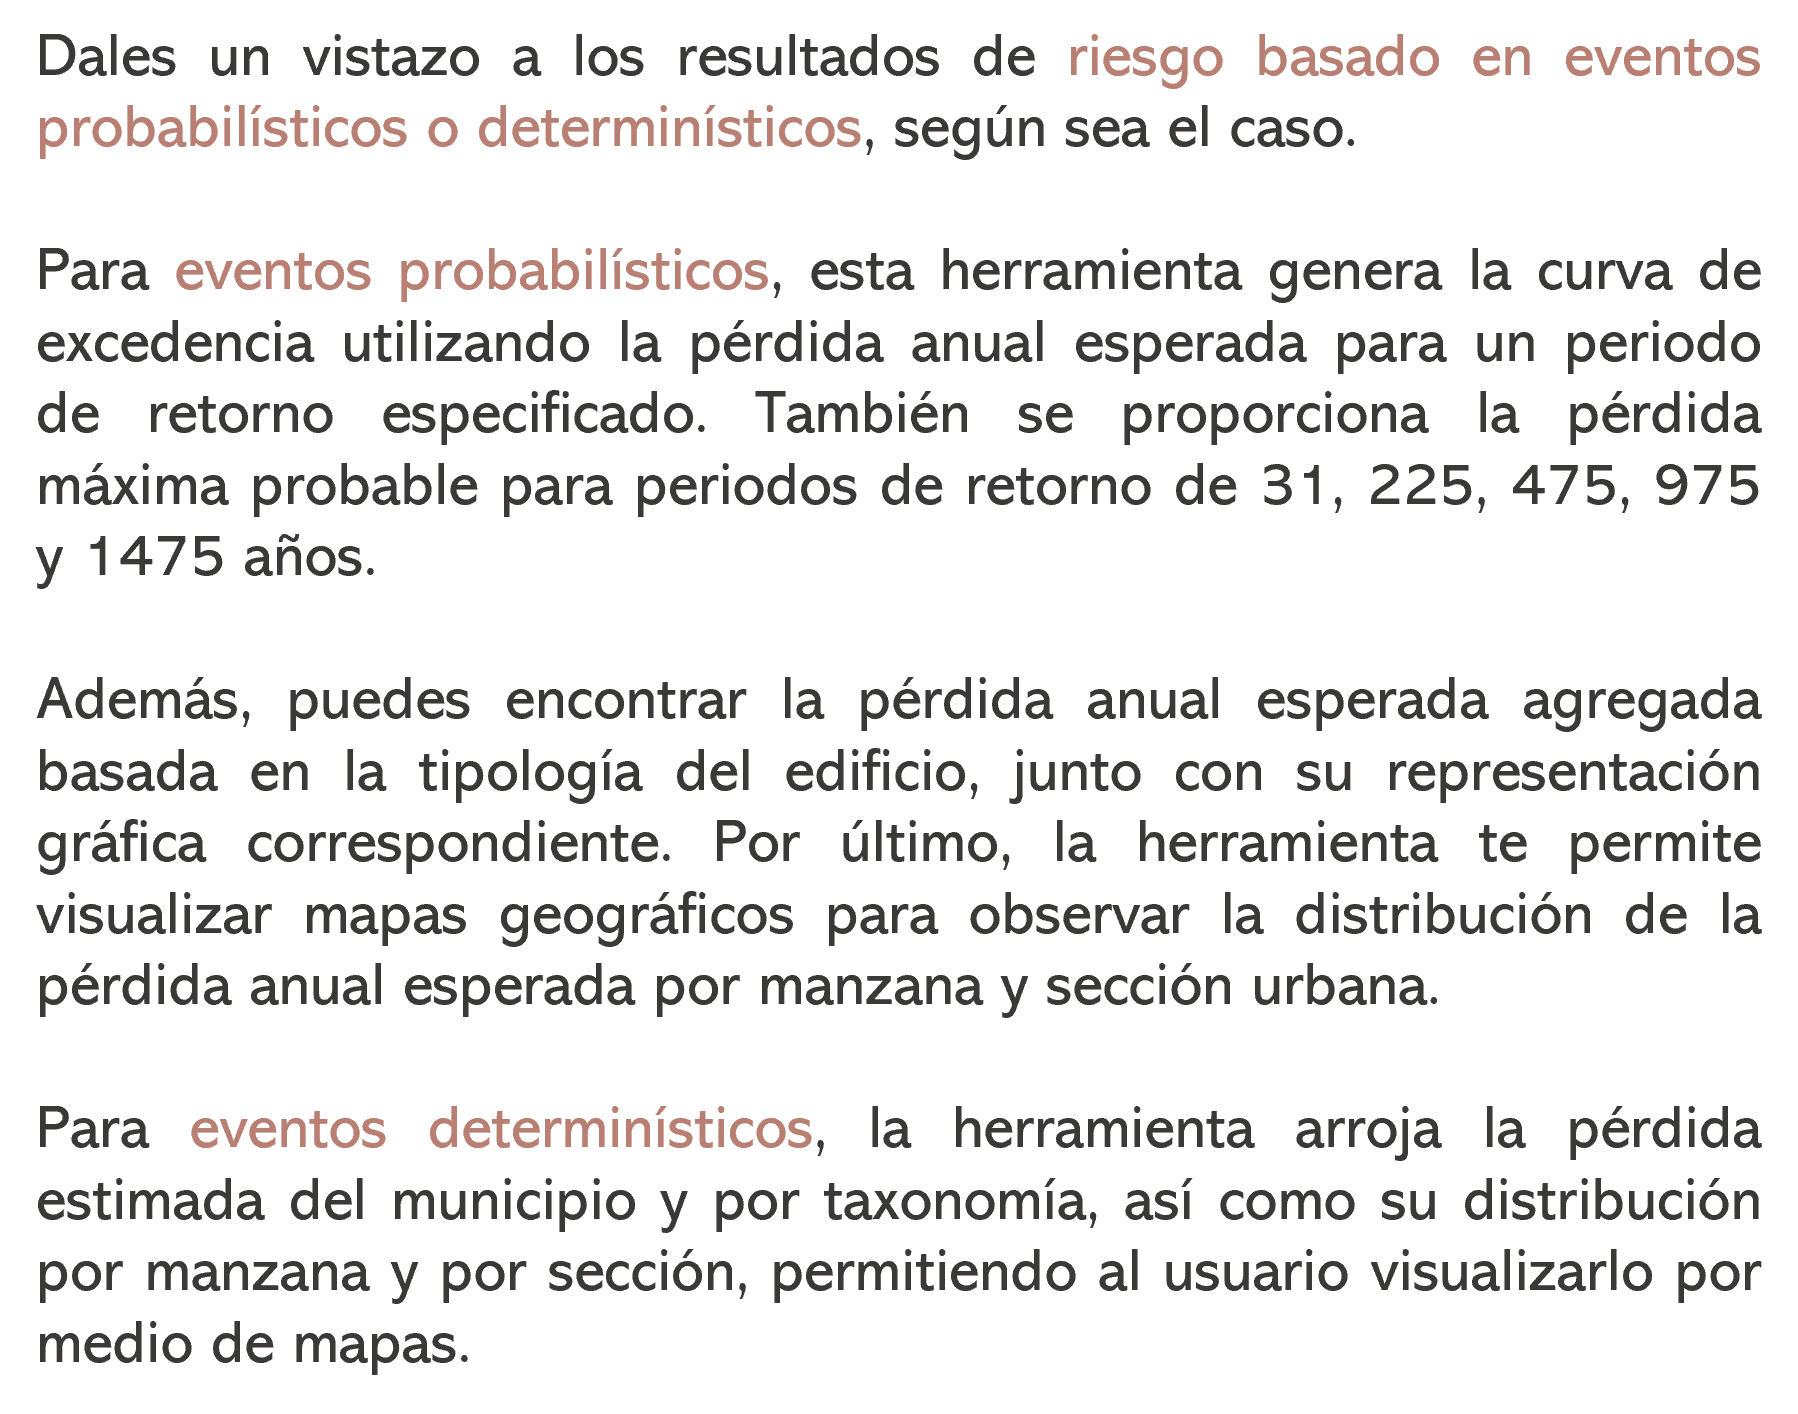 Dales un vistazo a los resultados de riesgo basado en eventos
probabilísticos o determinísticos, según sea el caso.
Para eventos probabilísticos, esta herramienta genera la curva de
excedencia utilizando la pérdida anual esperada para un periodo
de retorno especificado. También se proporciona la pérdida
máxima probable para periodos de retorno de 31, 225, 475, 975
y 1475 años.
Además, puedes encontrar la pérdida anual esperada agregada
basada en la tipología del edificio, junto con su representación
gráfica correspondiente. Por último, la herramienta te permite
visualizar mapas geográficos para observar la distribución de la
pérdida anual esperada por manzana y sección urbana.
Para eventos determinísticos, la herramienta arroja la pérdida
estimada del municipio y por taxonomía, así como su distribución
por manzana y por sección, permitiendo al usuario visualizarlo por
medio de mapas.